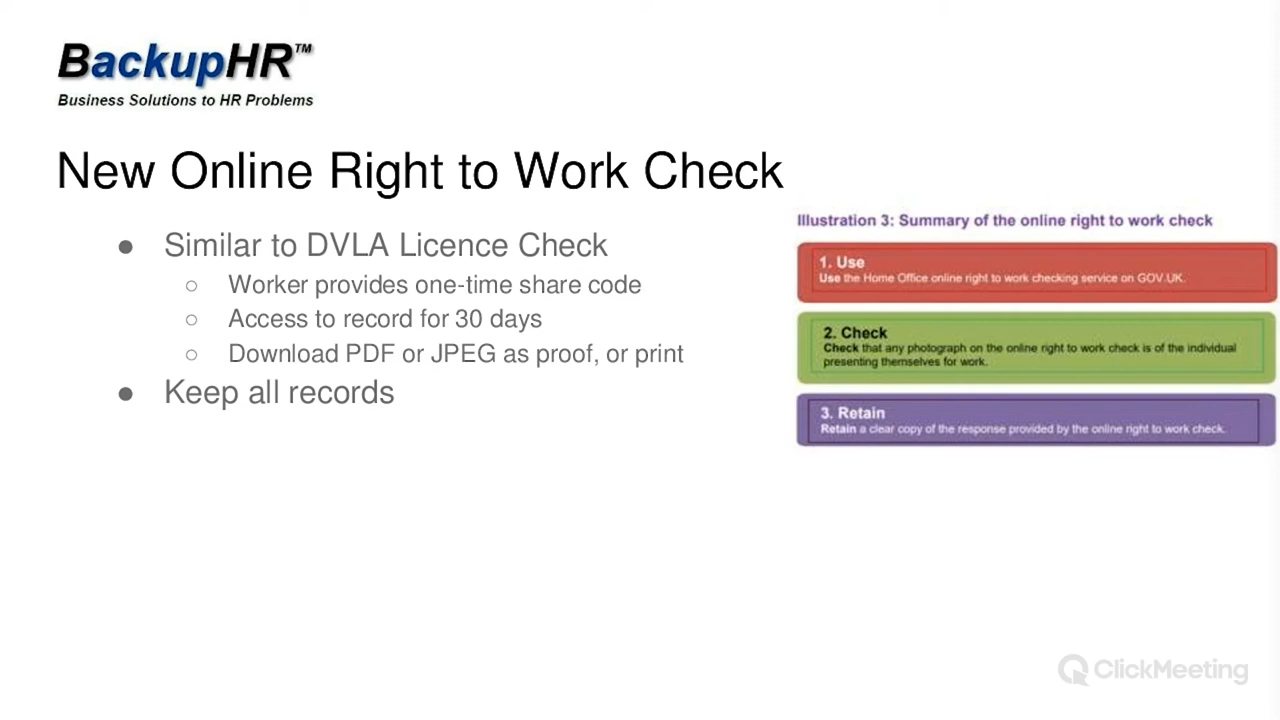 BackupHR™
Business Solutions to HR Problems
New Online Right to Work Check
● Similar to DVLA Licence Check
○ Worker provides one-time share code
○ Access to record for 30 days
○ Download PDF or JPEG as proof, or print
● Keep all records
Illustration 3: Summary of the online right to work check
1. Use
Use the Home Office online right to work checking service on GOV.UK.
2. Check
Check that any photograph on the online right to work check is of the individual
presenting themselves for work.
3. Retain
Retain a clear copy of the response provided by the online right to work check.
ClickMeeting